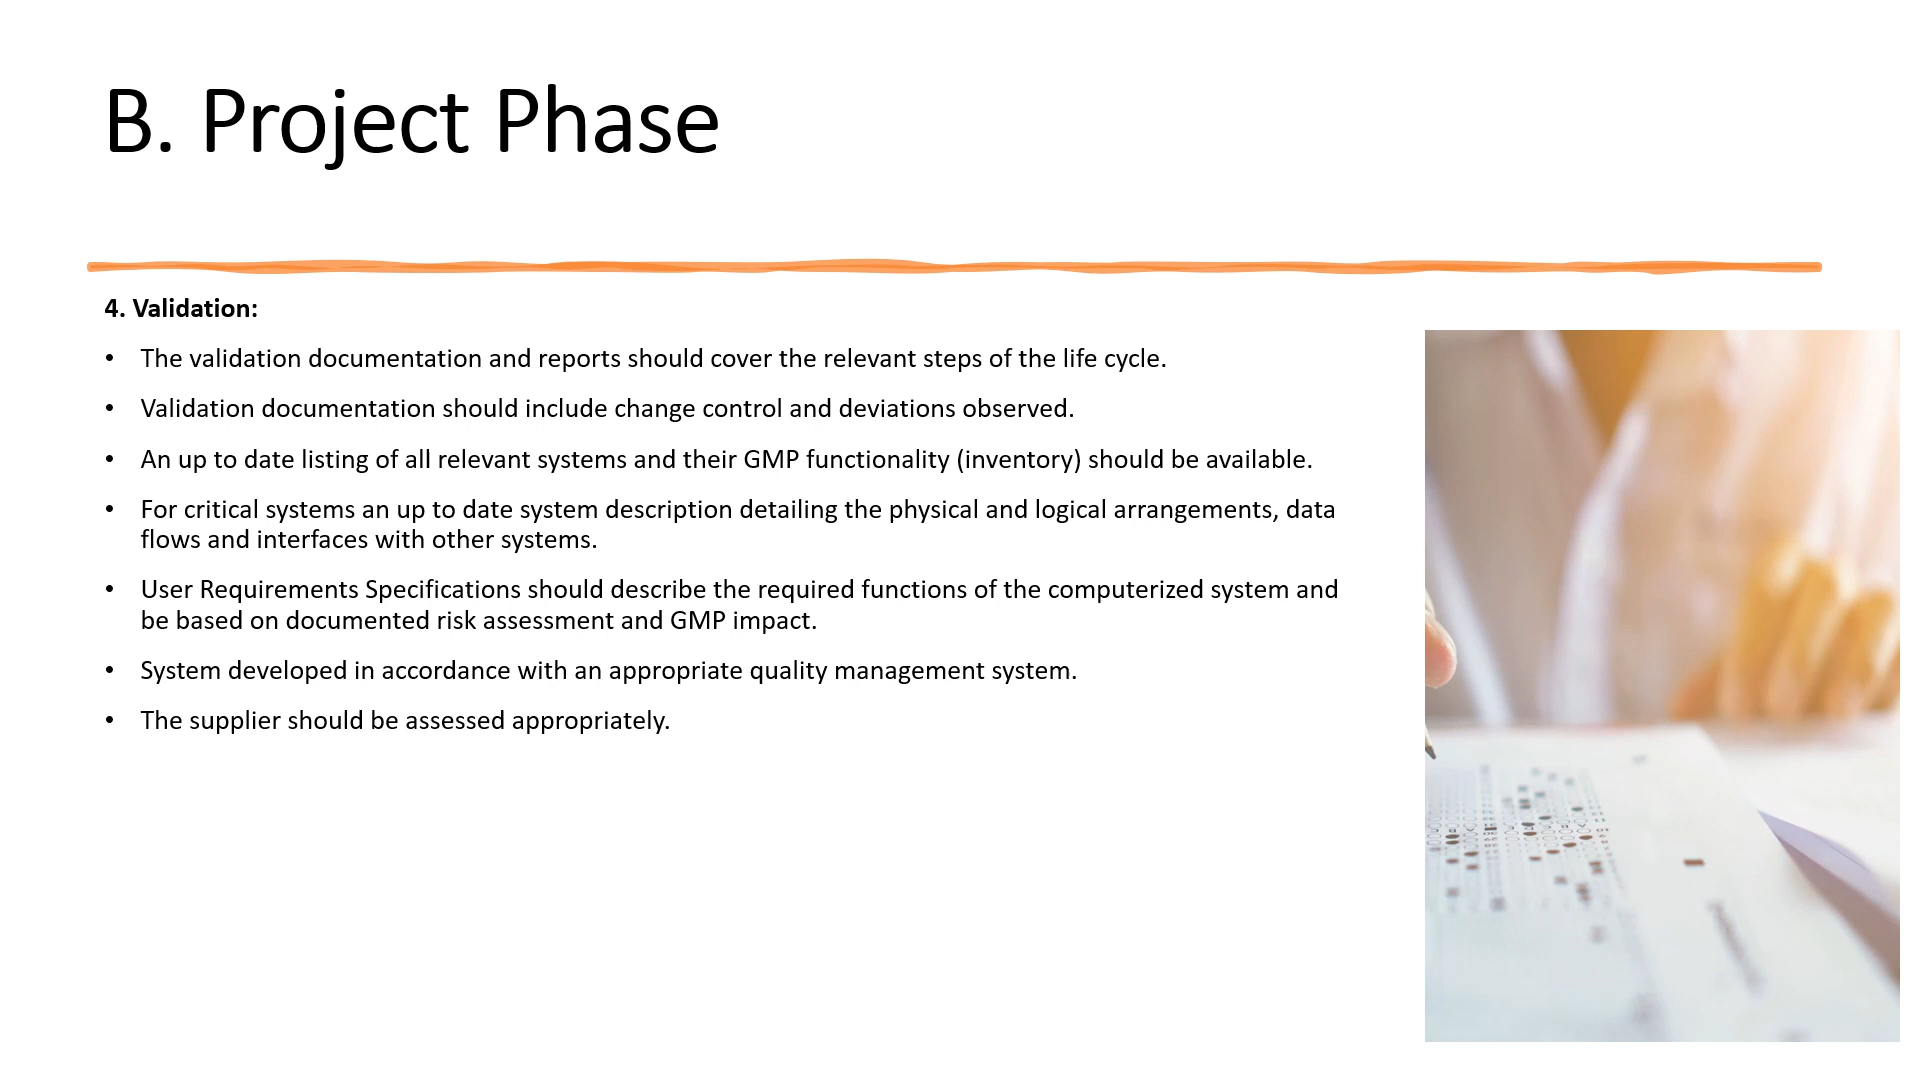 B. Project Phase
4. Validation:
• The validation documentation and reports should cover the relevant steps of the life cycle.
• Validation documentation should include change control and deviations observed.
• An up to date listing of all relevant systems and their GMP functionality (inventory) should be available.
• For critical systems an up to date system description detailing the physical and logical arrangements, data
flows and interfaces with other systems.
• User Requirements Specifications should describe the required functions of the computerized system and
be based on documented risk assessment and GMP impact.
• System developed in accordance with an appropriate quality management system.
• The supplier should be assessed appropriately.